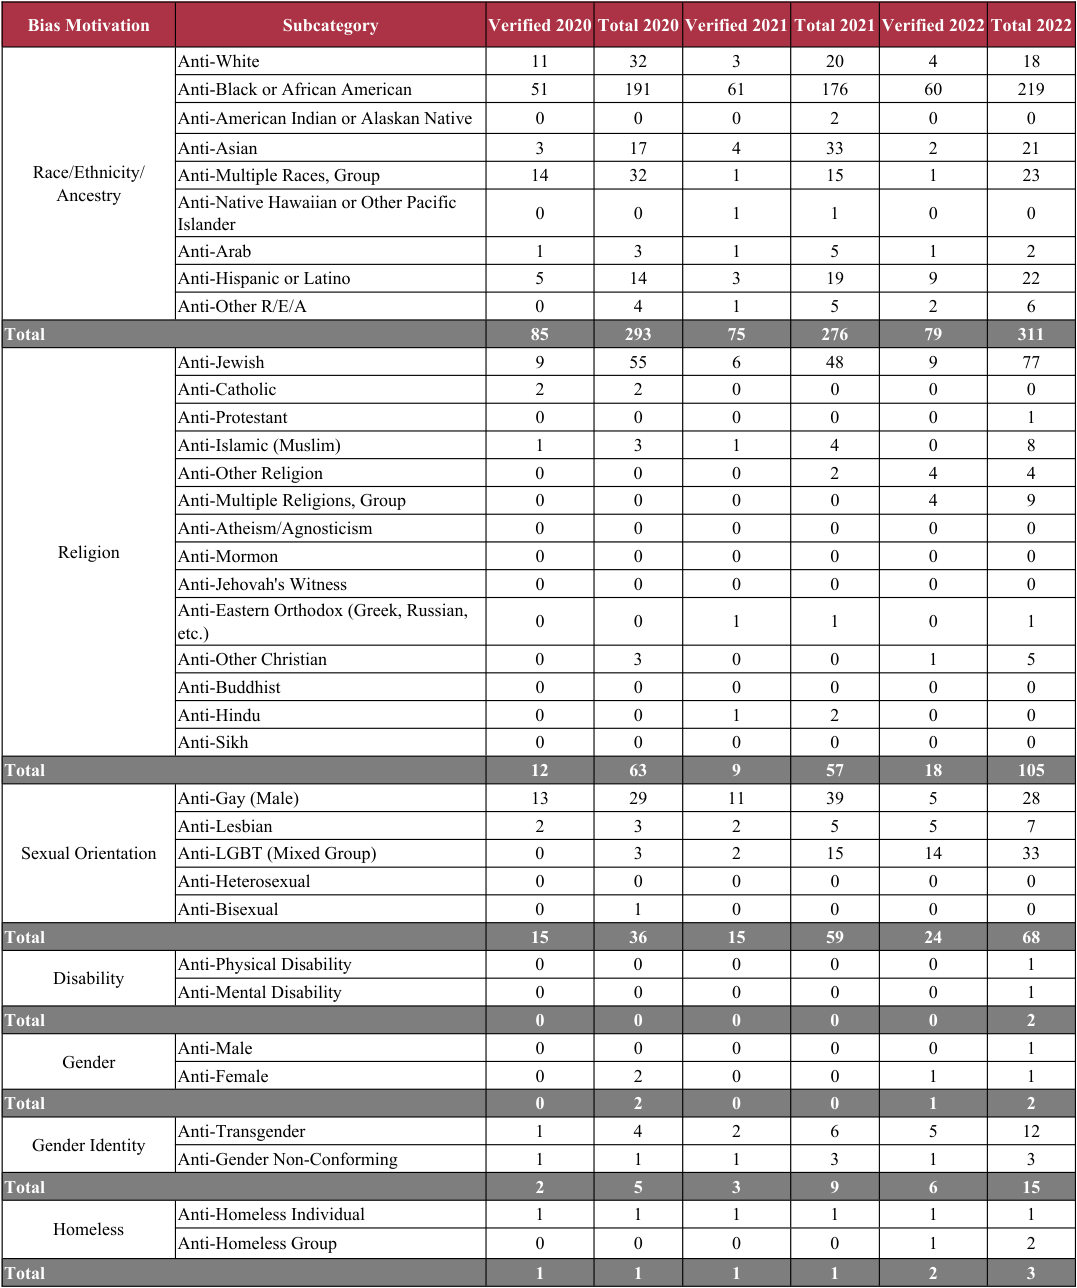 Bias Motivation Subcategory Verified 2020 Total 2020 Verified 2021 Total 2021 Verified 2022 Total 2022
Race/Ethnicity/
Ancestry
Anti-White 11 32 3 20 4 18
Anti-Black or African American 51 191 61 176 60 219
Anti-American Indian or Alaskan Native 0 0 0 2 0 0
Anti-Asian 3 17 4 33 2 21
Anti-Multiple Races, Group 14 32 1 15 1 23
Anti-Native Hawaiian or Other Pacific
Islander 0 0 1 1 0 0
Anti-Arab 1 3 1 5 1 2
Anti-Hispanic or Latino 5 14 3 19 9 22
Anti-Other R/E/A 0 4 1 5 2 6
Total 85 293 75 276 79 311
Religion
Anti-Jewish 9 55 6 48 9 77
Anti-Catholic 2 2 0 0 0 0
Anti-Protestant 0 0 0 0 0 1
Anti-Islamic (Muslim) 1 3 1 4 0 8
Anti-Other Religion 0 0 0 2 4 4
Anti-Multiple Religions, Group 0 0 0 0 4 9
Anti-Atheism/Agnosticism 0 0 0 0 0 0
Anti-Mormon 0 0 0 0 0 0
Anti-Jehovah's Witness 0 0 0 0 0 0
Anti-Eastern Orthodox (Greek, Russian,
etc.) 0 0 1 1 0 1
Anti-Other Christian 0 3 0 0 1 5
Anti-Buddhist 0 0 0 0 0 0
Anti-Hindu 0 0 1 2 0 0
Anti-Sikh 0 0 0 0 0 0
Total 12 63 9 57 18 105
Sexual Orientation
Anti-Gay (Male) 13 29 11 39 5 28
Anti-Lesbian 2 3 2 5 5 7
Anti-LGBT (Mixed Group) 0 3 2 15 14 33
Anti-Heterosexual 0 0 0 0 0 0
Anti-Bisexual 0 1 0 0 0 0
Total 15 36 15 59 24 68
Disability
Anti-Physical Disability 0 0 0 0 0 1
Anti-Mental Disability 0 0 0 0 0 1
Total 0 0 0 0 0 2
Gender
Anti-Male 0 0 0 0 0 1
Anti-Female 0 2 0 0 1 1
Total 0 2 0 0 1 2
Gender Identity
Anti-Transgender 1 4 2 6 5 12
Anti-Gender Non-Conforming 1 1 1 3 1 3
Total 2 5 3 9 6 15
Homeless
Anti-Homeless Individual 1 1 1 1 1 1
Anti-Homeless Group 0 0 0 0 1 2
Total 1 1 1 1 2 3